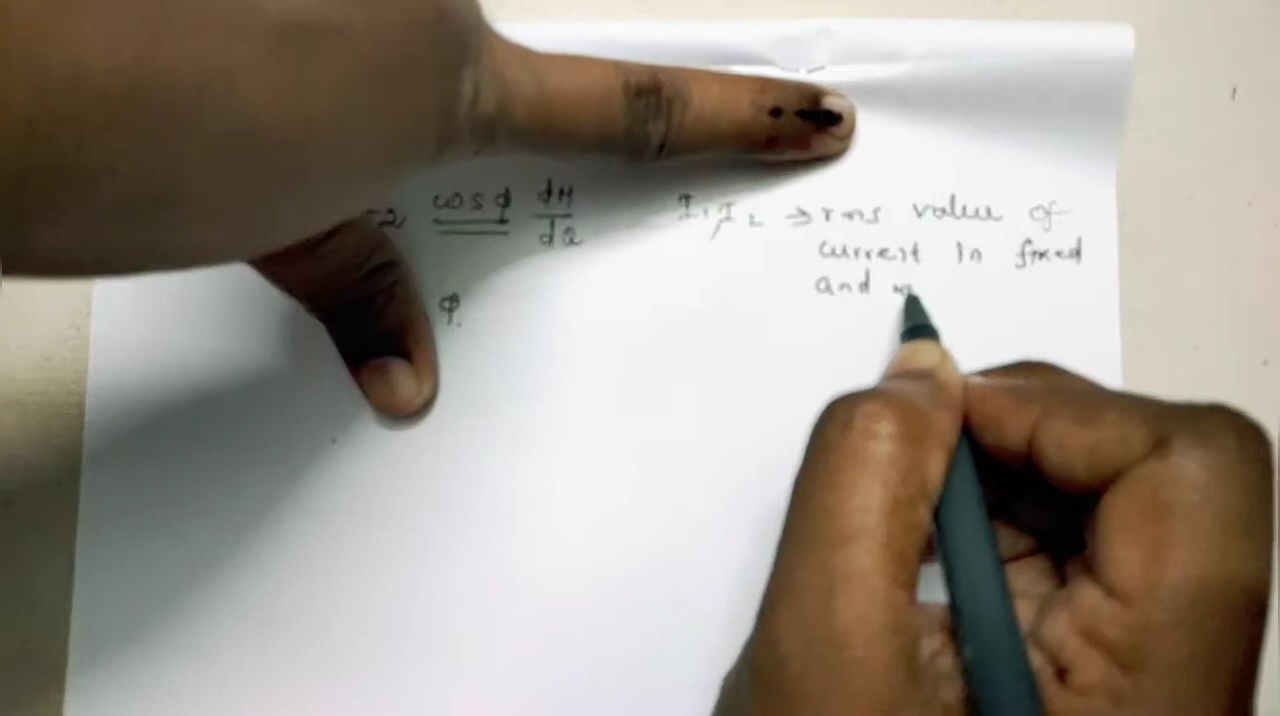 cos φ dM/dθ
I₁, I₂ → rms value of
current in fixed
and
φ.